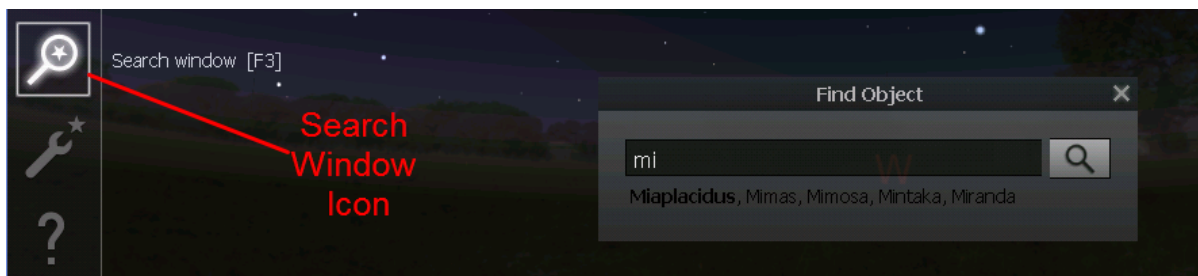 Search window [F3]
Search
Window
Icon
?
Find Object
mi
W
Miaplacidus, Mimas, Mimosa, Mintaka, Miranda